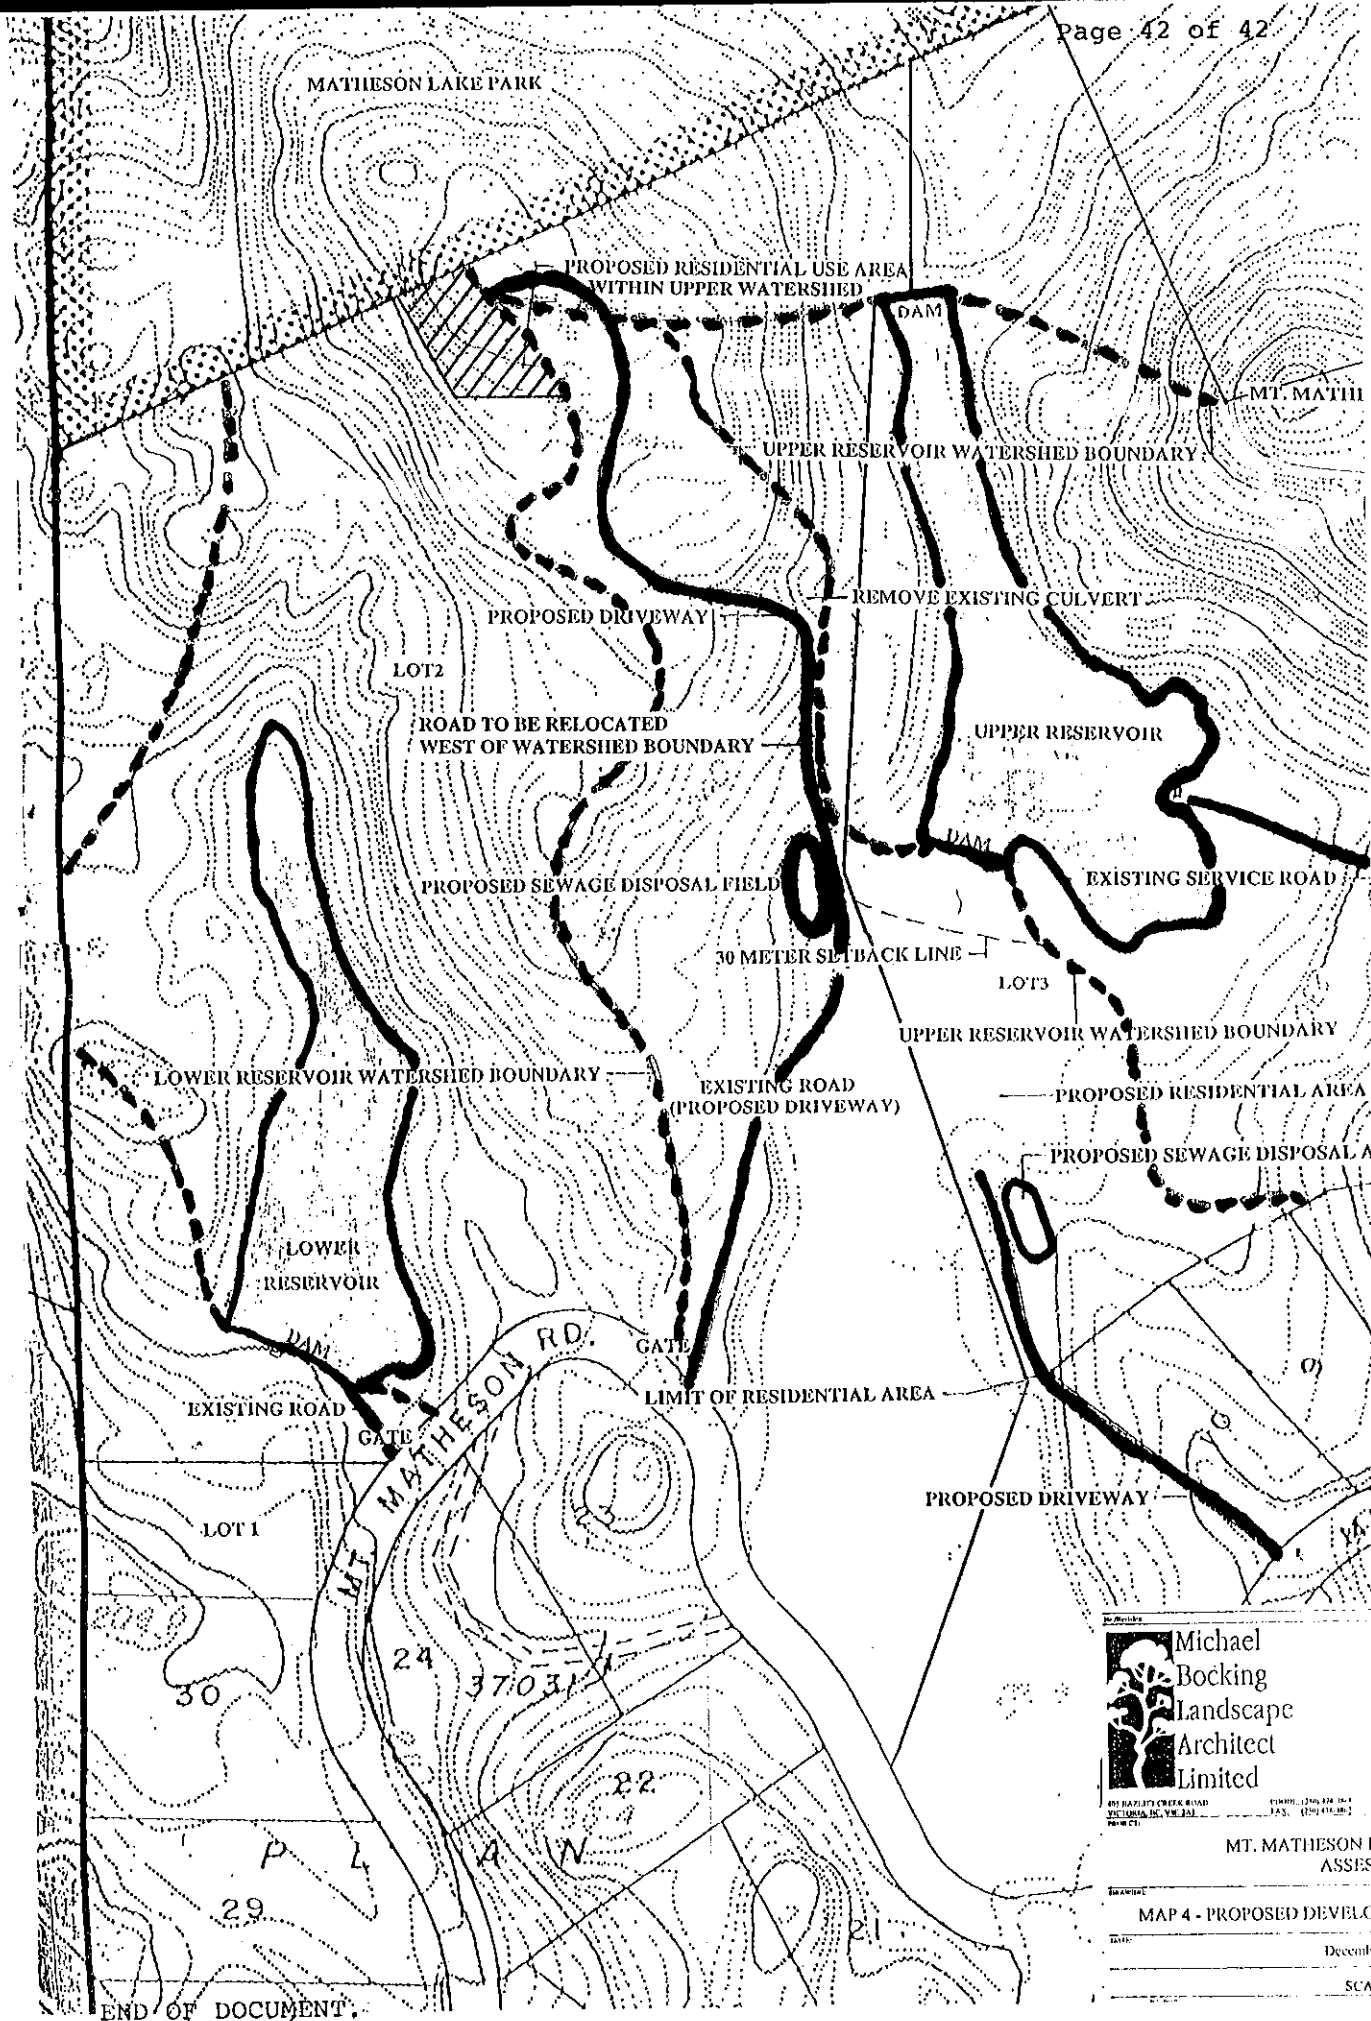 Page 42 of 42
MATHESON LAKE PARK
PROPOSED RESIDENTIAL USE AREA
WITHIN UPPER WATERSHED
DAM
MT. MATHI
UPPER RESERVOIR WATERSHED BOUNDARY
REMOVE EXISTING CULVERT
PROPOSED DRIVEWAY
LOT2
ROAD TO BE RELOCATED
WEST OF WATERSHED BOUNDARY
UPPER RESERVOIR
DAM
EXISTING SERVICE ROAD
PROPOSED SEWAGE DISPOSAL FIELD
30 METER SETBACK LINE
LOT3
UPPER RESERVOIR WATERSHED BOUNDARY
LOWER RESERVOIR WATERSHED BOUNDARY
EXISTING ROAD
(PROPOSED DRIVEWAY)
PROPOSED RESIDENTIAL AREA
PROPOSED SEWAGE DISPOSAL A
LOWER
RESERVOIR
DAM
MT. MATHESON RD.
GATE
LIMIT OF RESIDENTIAL AREA
EXISTING ROAD
GATE
PROPOSED DRIVEWAY
LOT 1
23
24
37031
30
22
PLAN
29
21
Michael
Bocking
Landscape
Architect
Limited
MT. MATHESON
ASSES
MAP 4 - PROPOSED DEVELO
Decemb
SCA
END OF DOCUMENT.